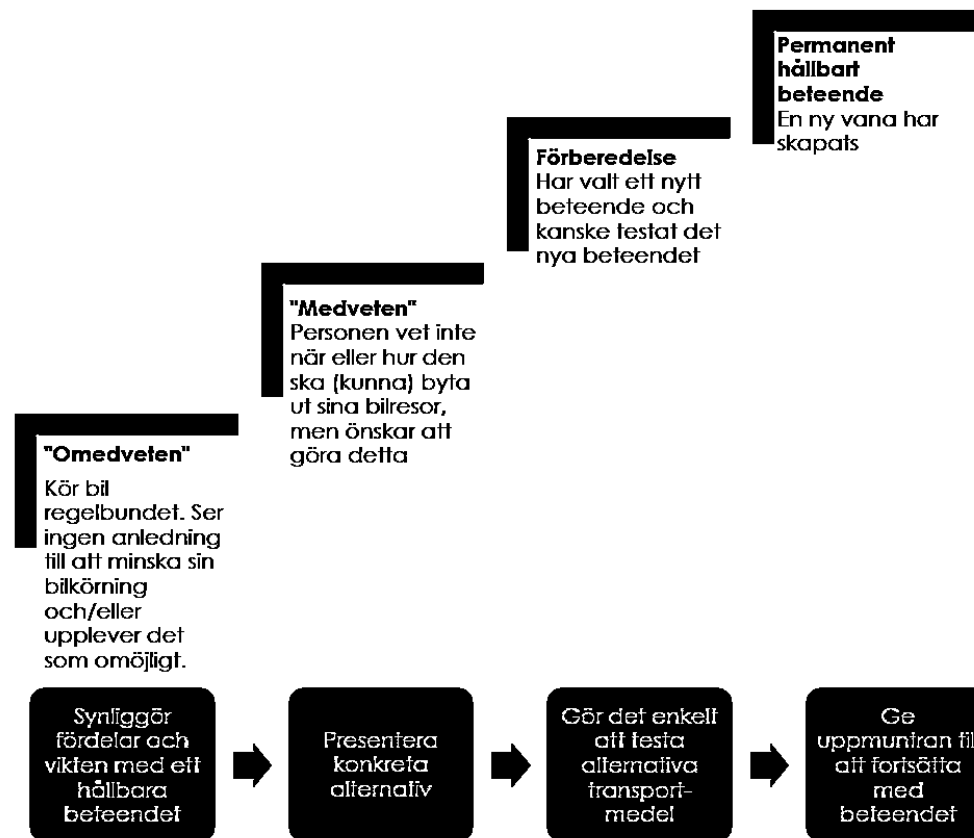 Permanent
hållbart
beteende
En ny vana har
skapats
Förberedelse
Har valt ett nytt
beteende och
kanske testat det
nya beteendet
"Medveten"
Personen vet inte
när eller hur den
ska (kunna) byta
ut sina bilresor,
men önskar att
göra detta
"Omedveten"
Kör bil
regelbundet. Ser
ingen anledning
till att minska sin
bilkörning
och/eller
upplever det
som omöjligt.
Synliggör
fördelar och
vikten med ett
hållbara
beteendet
Presentera
konkreta
alternativ
Gör det enkelt
att testa
alternativa
transport-
medel
Ge
uppmuntran til
att fortsätta
med
beteendet